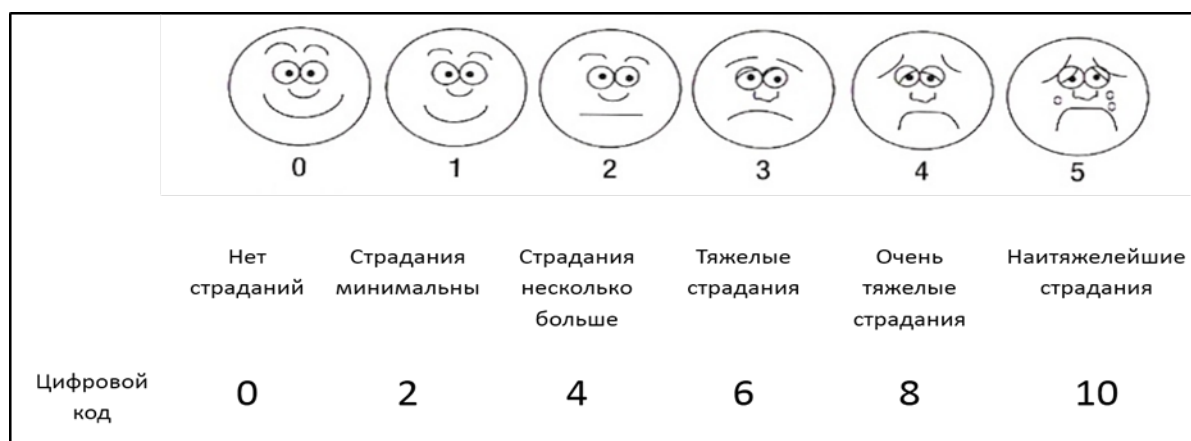 0 1 2 3 4 5
Нет Страдания Страдания Тяжелые Очень Наитяжелейшие
страданий минимальны несколько страдания тяжелые страдания
больше страдания
Цифровой
код
0 2 4 6 8 10